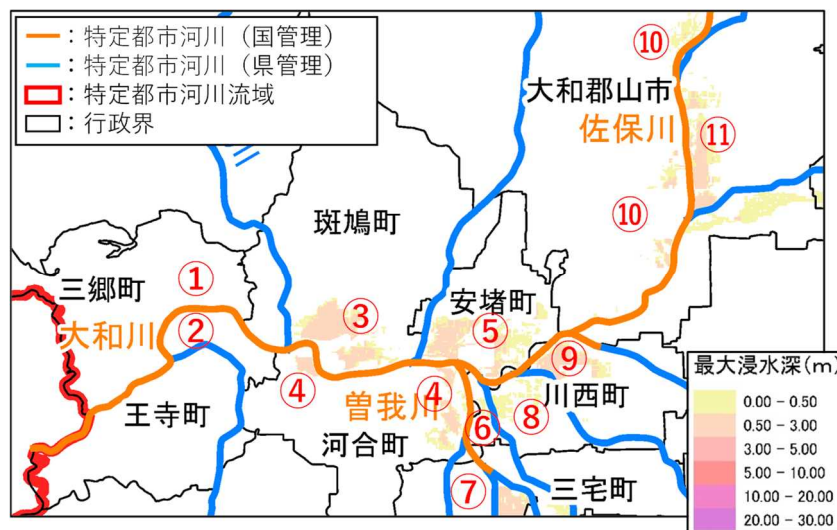 ：特定都市河川（国管理）
：特定都市河川（県管理）
：特定都市河川流域
：行政界
⑩
大和郡山市
佐保川
⑪
⑩
斑鳩町
三郷町
①
大和川
②
③
安堵町
⑤
④
曽我川
④
⑨
川西町
王寺町
河合町
⑥
⑧
⑦
三宅町
最大浸水深(m)
0.00 – 0.50
0.50 – 3.00
3.00 – 5.00
5.00 – 10.00
10.00 – 20.00
20.00 – 30.00